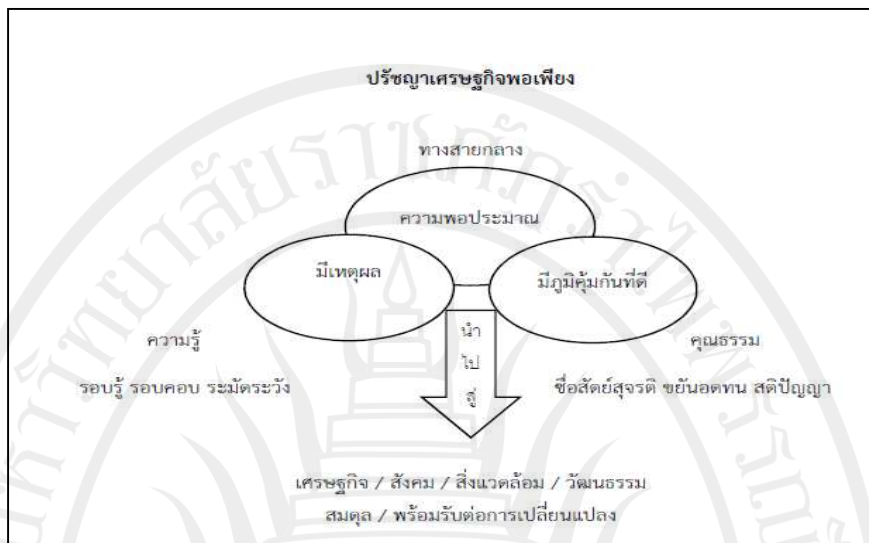 ปรัชญาเศรษฐกิจพอเพียง
ทางสายกลาง
ความพอประมาณ
มีเหตุผล
มีภูมิคุ้มกันที่ดี
นำ
ไป
สู่
ความรู้
คุณธรรม
รอบรู้ รอบคอบ ระมัดระวัง
ซื่อสัตย์สุจรติ ขยันอดทน สติปัญญา
เศรษฐกิจ / สังคม / สิ่งแวดล้อม / วัฒนธรรม
สมดุล / พร้อมรับต่อการเปลี่ยนแปลง